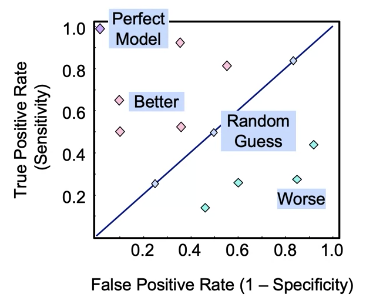 1.0
Perfect
Model
0.8
Better
0.6
Random
Guess
0.4
Worse
0.2
True Positive Rate
(Sensitivity)
0.2 0.4 0.6 0.8 1.0
False Positive Rate (1 – Specificity)